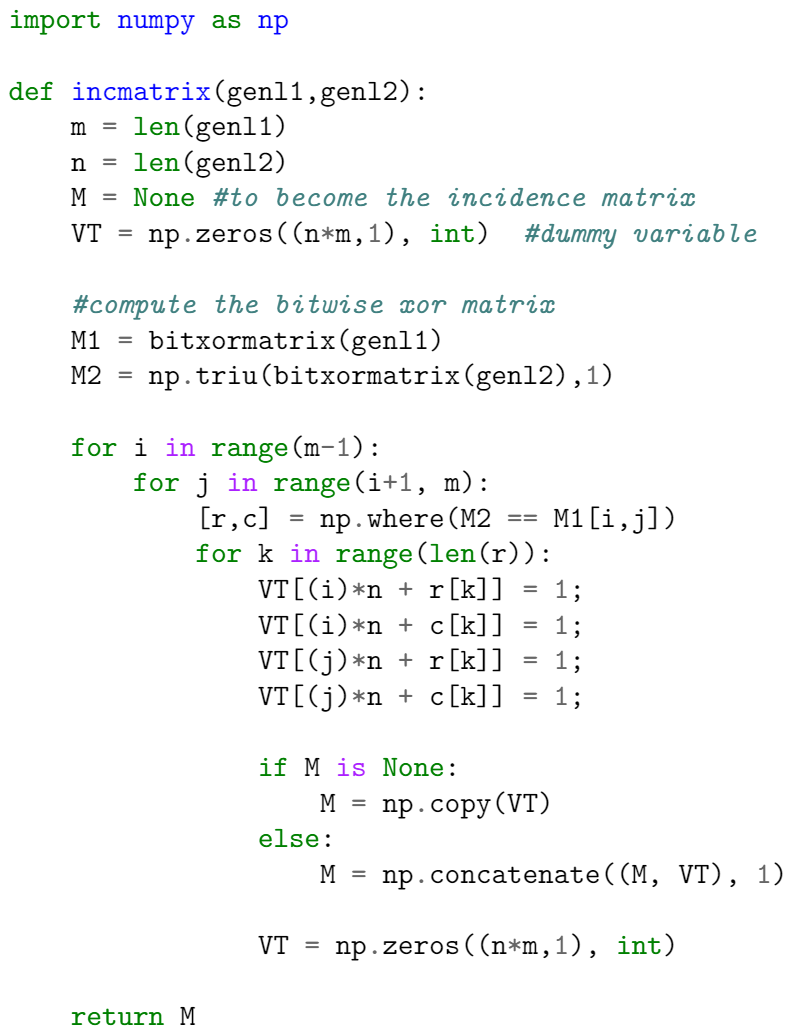 import numpy as np

def incmatrix(genl1,genl2):
    m = len(genl1)
    n = len(genl2)
    M = None #to become the incidence matrix
    VT = np.zeros((n*m,1), int)  #dummy variable

    #compute the bitwise xor matrix
    M1 = bitxormatrix(genl1)
    M2 = np.triu(bitxormatrix(genl2),1)

    for i in range(m-1):
        for j in range(i+1, m):
            [r,c] = np.where(M2 == M1[i,j])
            for k in range(len(r)):
                VT[(i)*n + r[k]] = 1;
                VT[(i)*n + c[k]] = 1;
                VT[(j)*n + r[k]] = 1;
                VT[(j)*n + c[k]] = 1;

                if M is None:
                    M = np.copy(VT)
                else:
                    M = np.concatenate((M, VT), 1)

                VT = np.zeros((n*m,1), int)

    return M